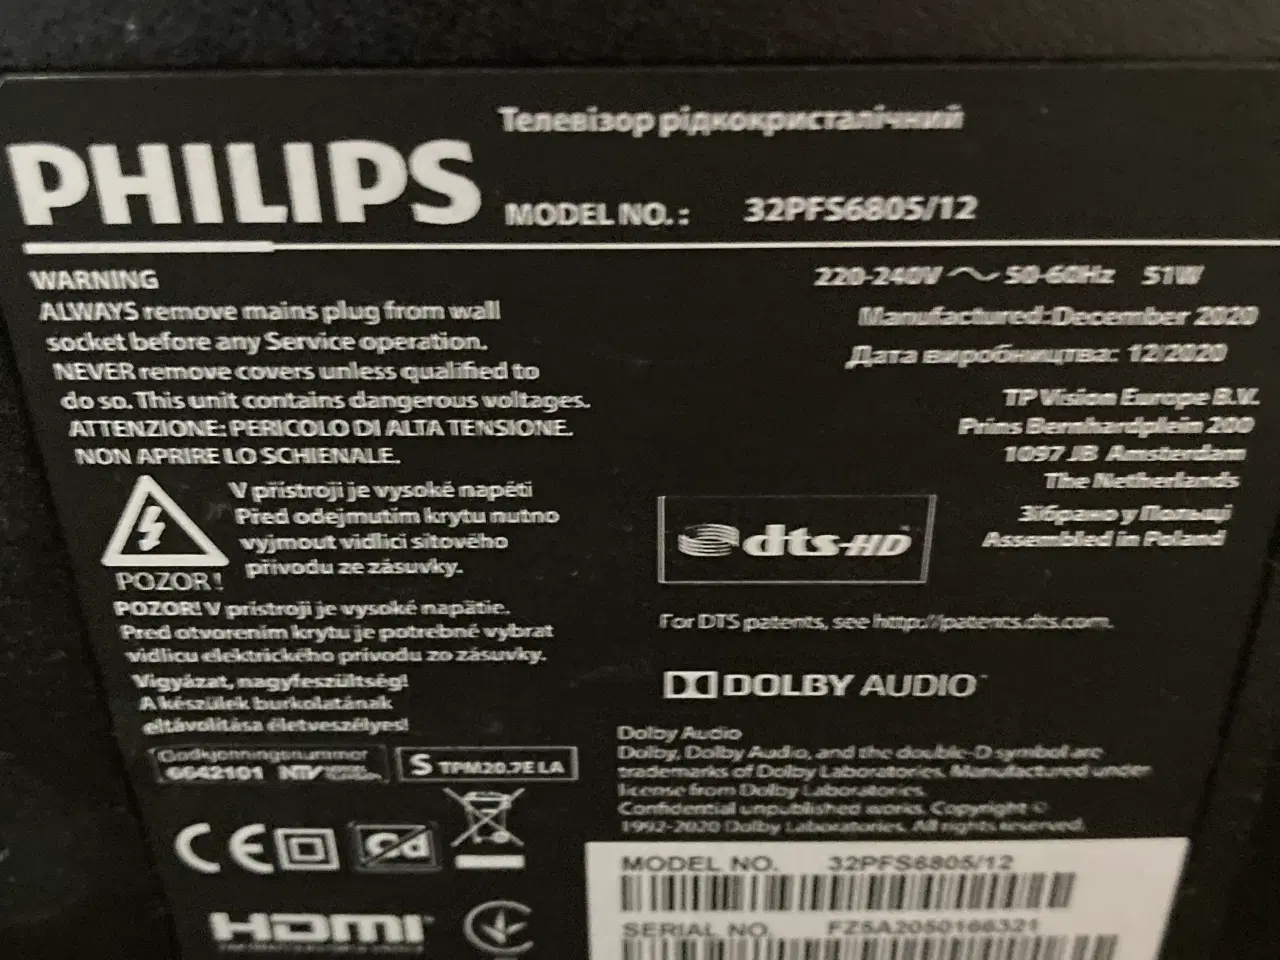 Телевізор рідкокристалічний
PHILIPS
MODEL NO. : 32PFS6805/12
WARNING
ALWAYS remove mains plug from wall
socket before any Service operation.
NEVER remove covers unless qualified to
do so. This unit contains dangerous voltages.
ATTENZIONE: PERICOLO DI ALTA TENSIONE.
NON APRIRE LO SCHIENALE.
V přístroji je vysoké napětí
Před odejmutím krytu nutno
vyjmout vidlici síťového
přívodu ze zásuvky.
POZOR!
POZOR! V prístroji je vysoké napätie.
Pred otvorením krytu je potrebné vybrat
vidlicu elektrického prívodu zo zásuvky.
Vigyázat, nagyfeszültség!
A készülék burkolatának
eltávolítása életveszélyes!
Godkjenningsnummer
6642101 NTV
S TPM20.7E LA
CE
Cd
HDMI
220-240V ~ 50-60Hz 51W
Manufactured: December 2020
Дата виробництва: 12/2020
TP Vision Europe B.V.
Prins Bernhardplein 200
1097 JB Amsterdam
The Netherlands
Зібрано у Польщі
Assembled in Poland
dts-HD
For DTS patents, see http://patents.dts.com.
DOLBY AUDIO™
Dolby Audio
Dolby, Dolby Audio, and the double-D symbol are
trademarks of Dolby Laboratories. Manufactured under
license from Dolby Laboratories.
Confidential unpublished works. Copyright ©
1992-2020 Dolby Laboratories. All rights reserved.
MODEL NO. 32PFS6805/12
SERIAL NO. FZ5A2050166321